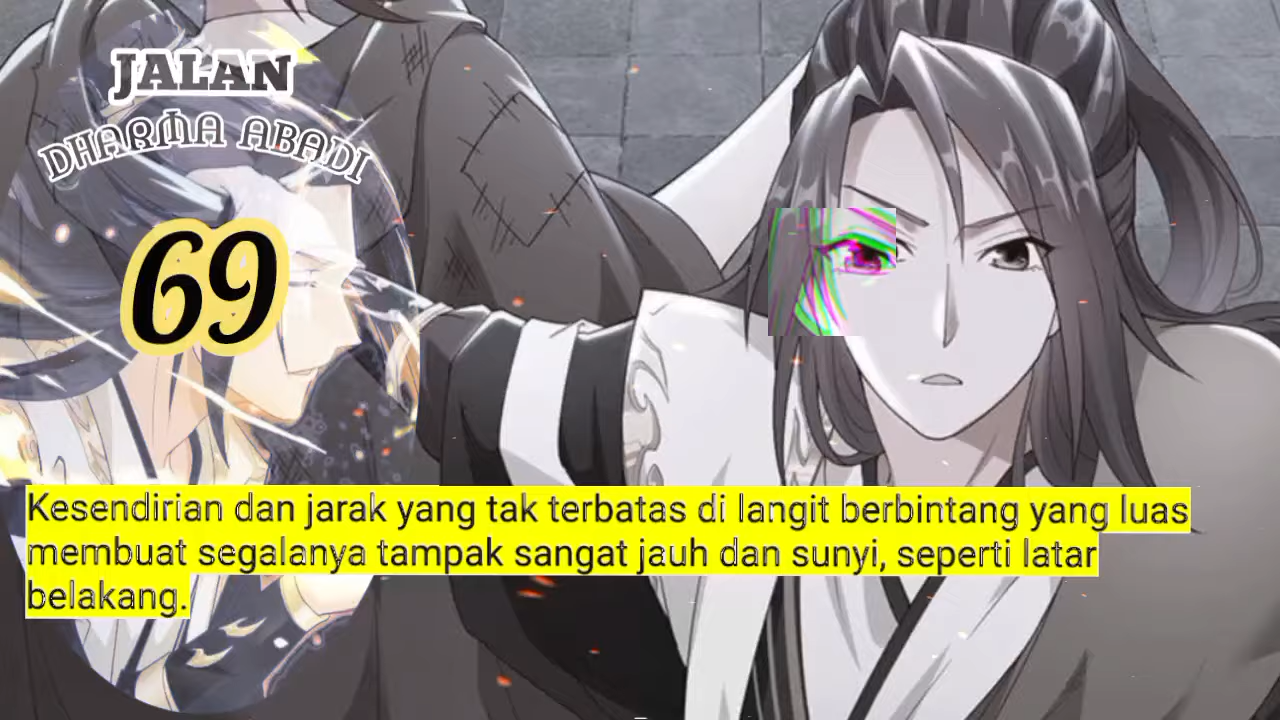 JALAN
DHARMA ABADI
69
Kesendirian dan jarak yang tak terbatas di langit berbintang yang luas
membuat segalanya tampak sangat jauh dan sunyi, seperti latar
belakang.